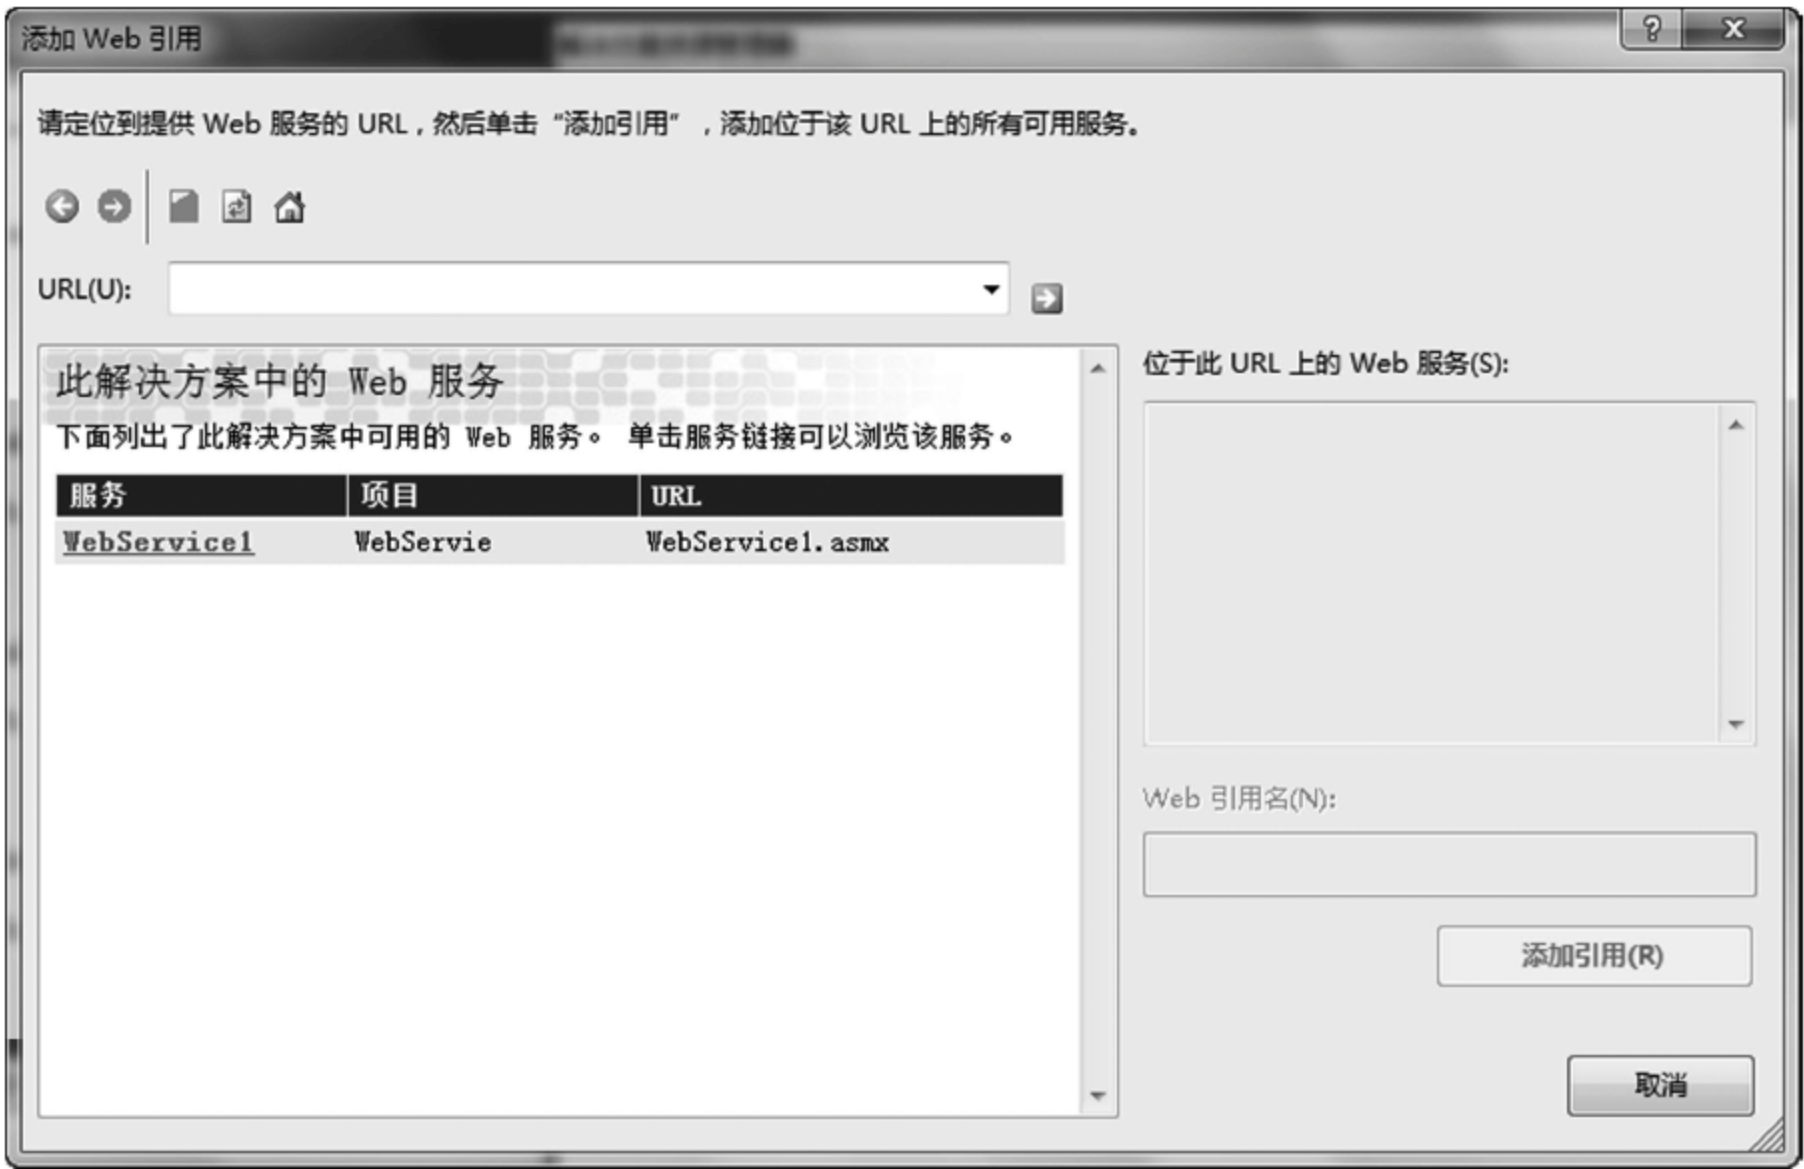 添加 Web 引用
请定位到提供 Web 服务的 URL，然后单击“添加引用”，添加位于该 URL 上的所有可用服务。
URL(U):
此解决方案中的 Web 服务
下面列出了此解决方案中可用的 Web 服务。 单击服务链接可以浏览该服务。
服务 项目 URL
WebService1 WebServie WebService1.asmx
位于此 URL 上的 Web 服务(S):
Web 引用名(N):
添加引用(R)
取消